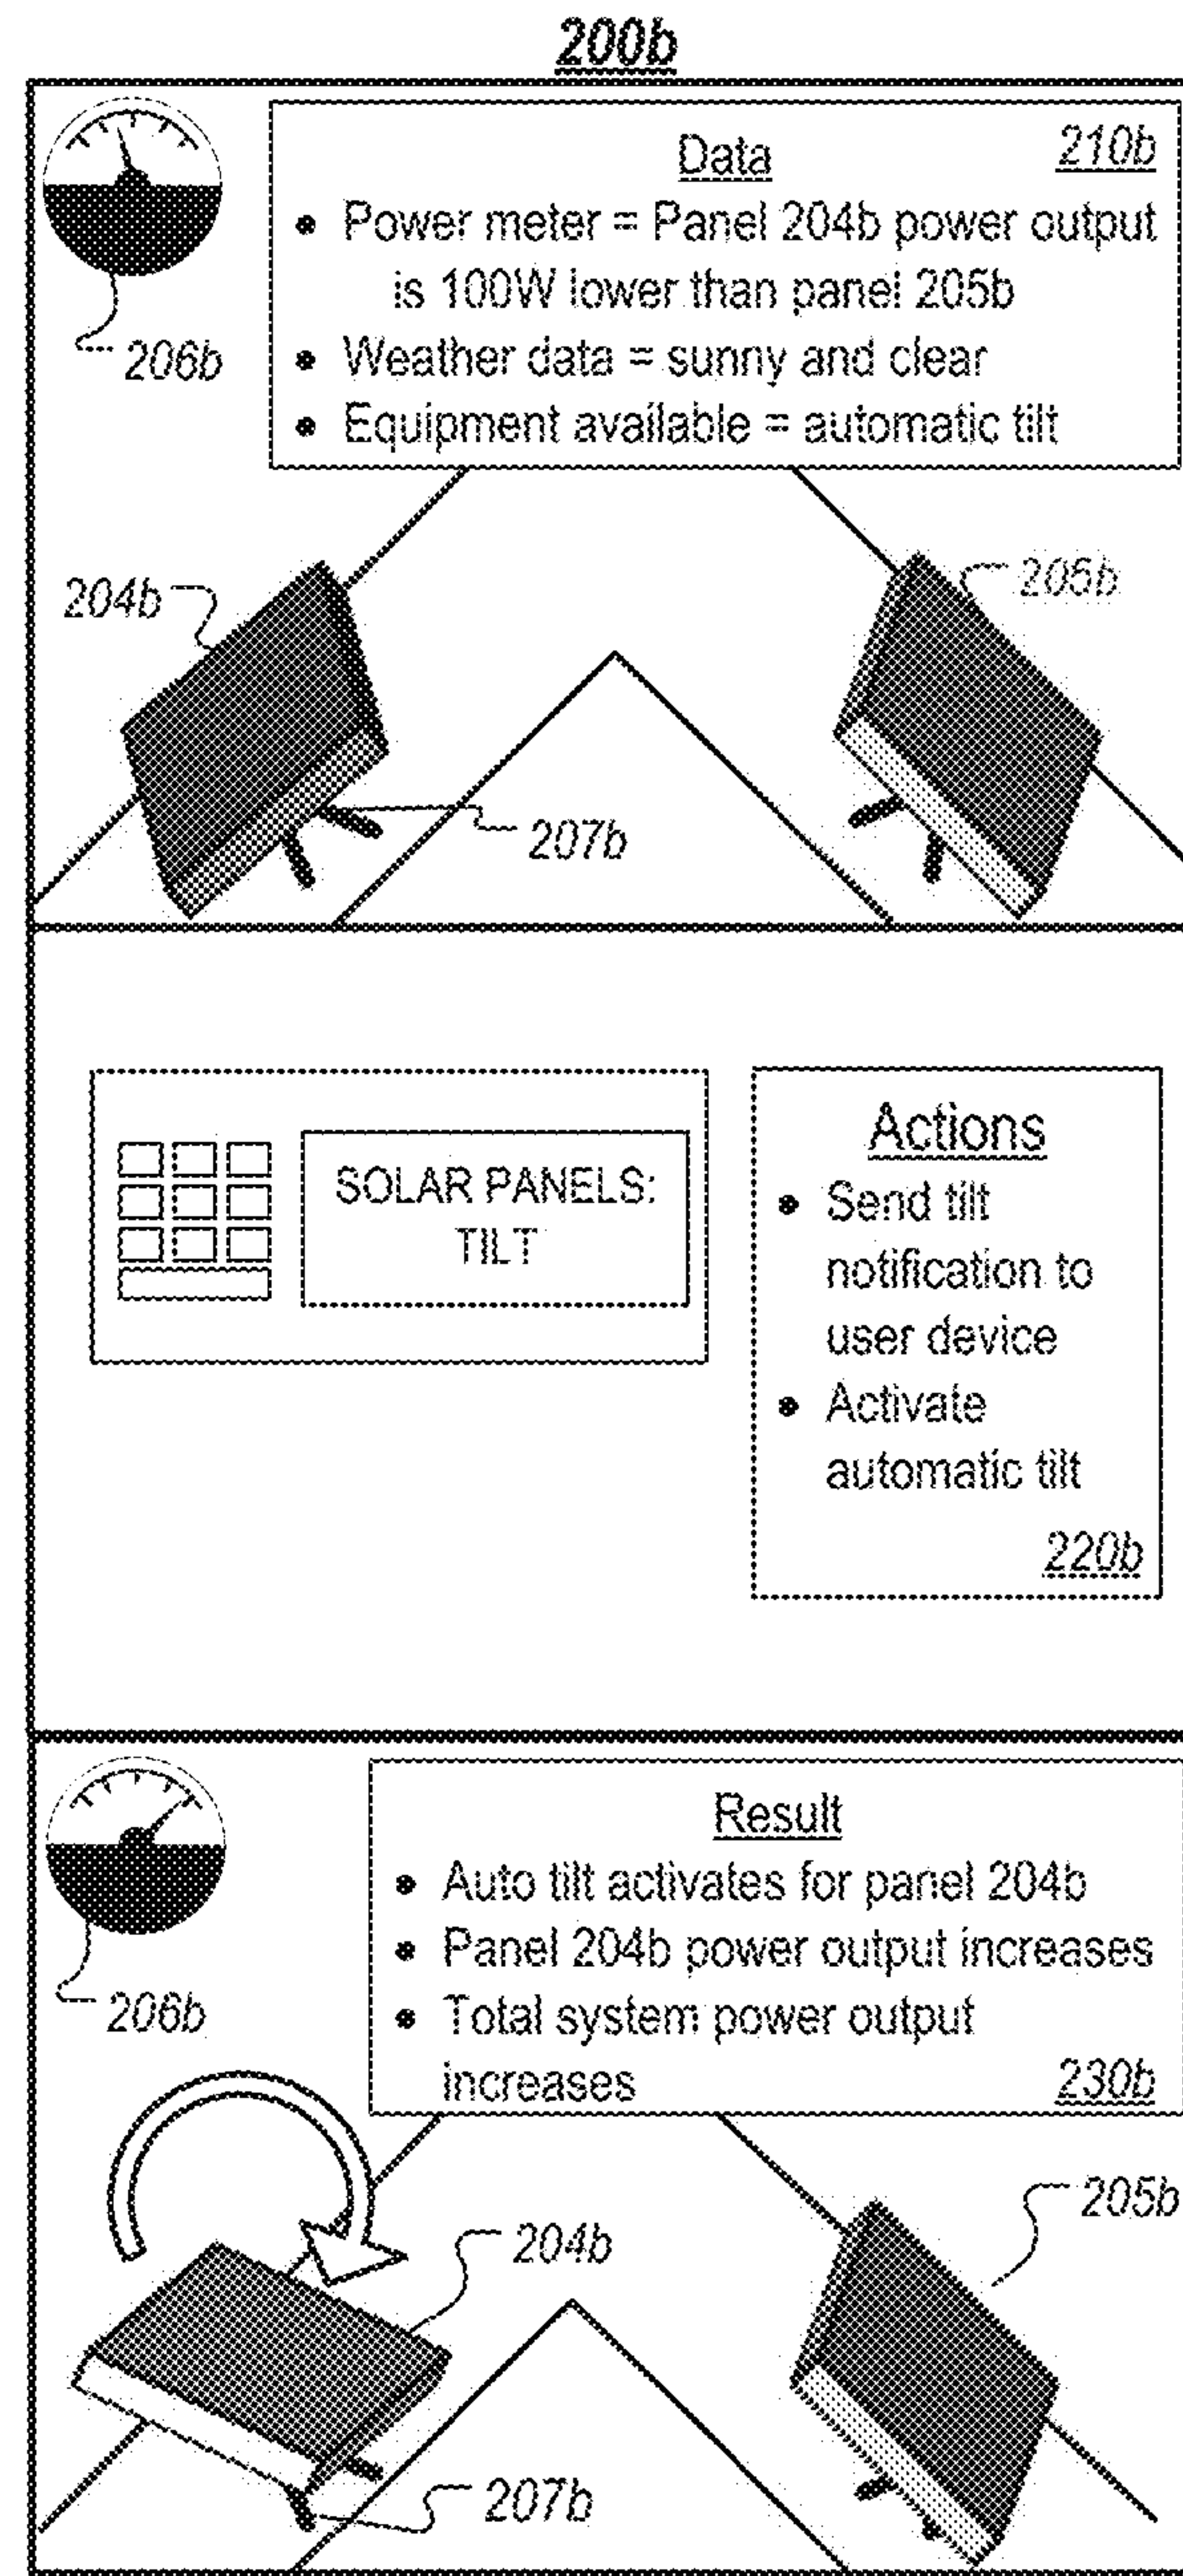 200b
Data
210b
• Power meter = Panel 204b power output
is 100W lower than panel 205b
• Weather data = sunny and clear
• Equipment available = automatic tilt
206b
204b
205b
207b
SOLAR PANELS:
TILT
Actions
• Send tilt
notification to
user device
• Activate
automatic tilt
220b
Result
• Auto tilt activates for panel 204b
• Panel 204b power output increases
• Total system power output
increases
230b
206b
204b
205b
207b